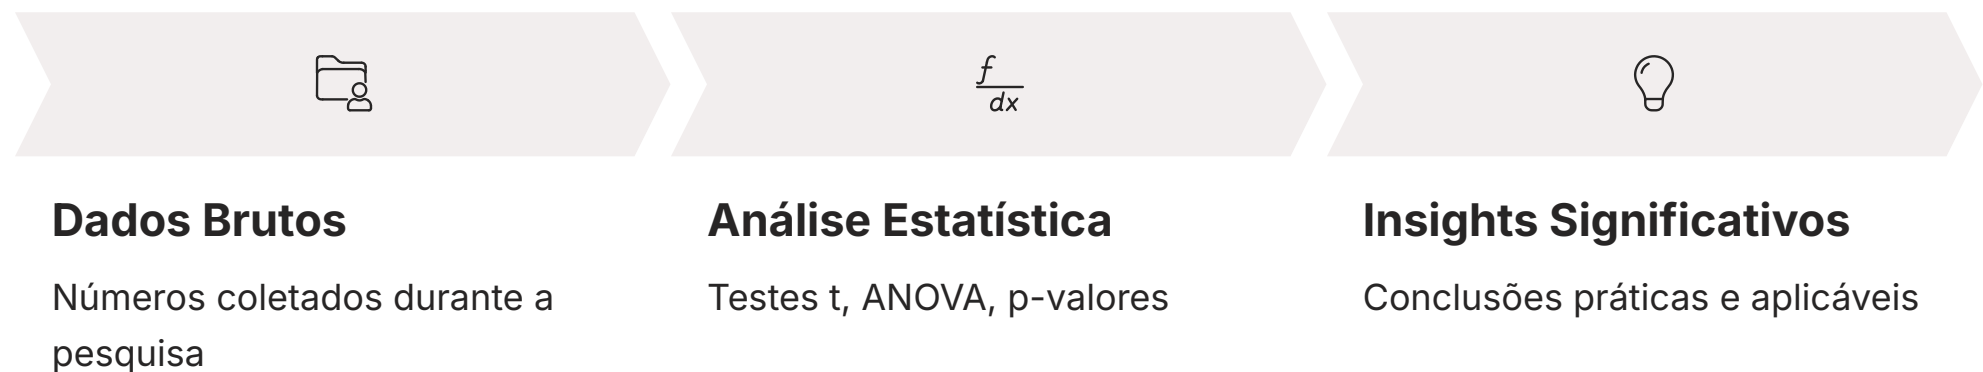 f
dx
Dados Brutos
Números coletados durante a
pesquisa
Análise Estatística
Testes t, ANOVA, p-valores
Insights Significativos
Conclusões práticas e aplicáveis